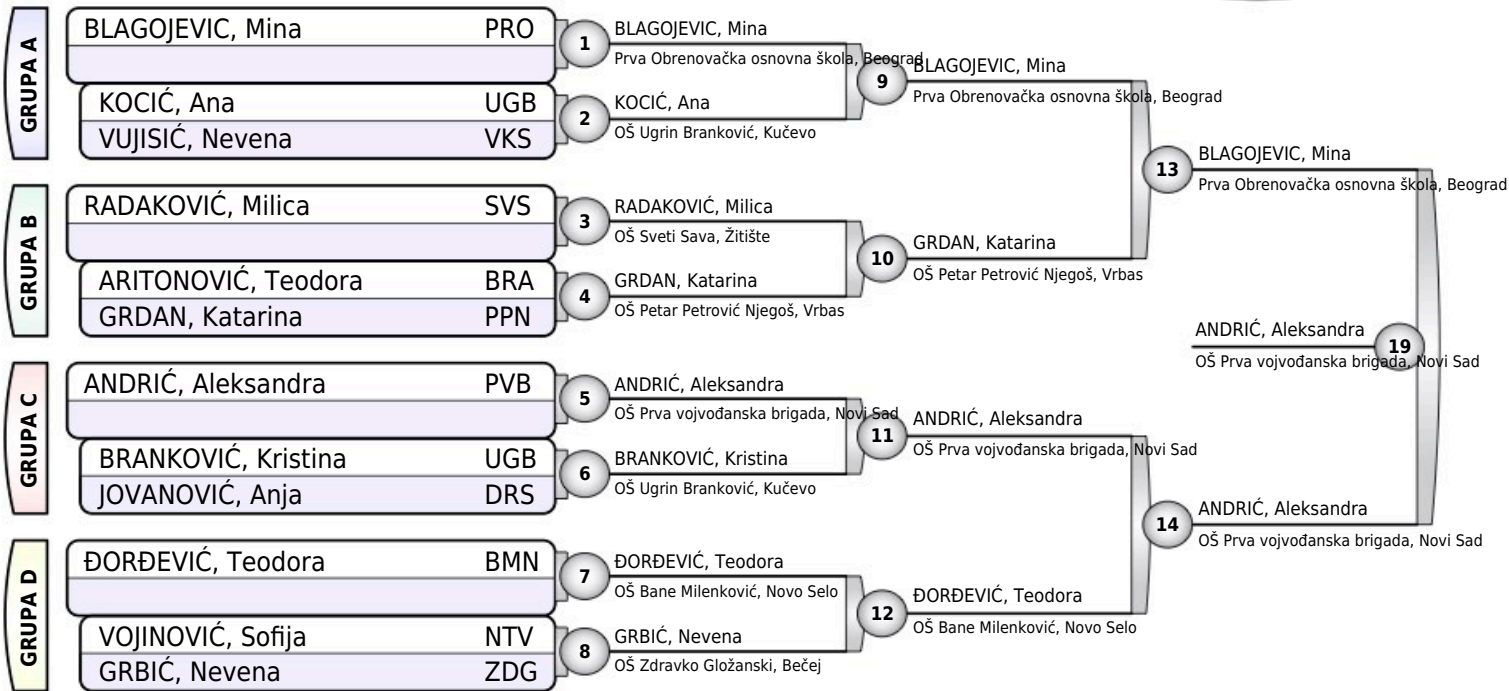 GRUPA A
BLAGOJEVIC, Mina PRO
KOCIĆ, Ana UGB
VUJISIĆ, Nevena VKS
GRUPA B
RADAKOVIĆ, Milica SVS
ARITONOVIĆ, Teodora BRA
GRDAN, Katarina PPN
GRUPA C
ANDRIĆ, Aleksandra PVB
BRANKOVIĆ, Kristina UGB
JOVANOVIĆ, Anja DRS
GRUPA D
ĐORĐEVIĆ, Teodora BMN
VOJINOVIĆ, Sofija NTV
GRBIĆ, Nevena ZDG
1
BLAGOJEVIC, Mina
Prva Obrenovačka osnovna škola, Beograd
2
KOCIĆ, Ana
OŠ Ugrin Branković, Kučevo
3
RADAKOVIĆ, Milica
OŠ Sveti Sava, Žitište
4
GRDAN, Katarina
OŠ Petar Petrović Njegoš, Vrbas
5
ANDRIĆ, Aleksandra
OŠ Prva vojvođanska brigada, Novi Sad
6
BRANKOVIĆ, Kristina
OŠ Ugrin Branković, Kučevo
7
ĐORĐEVIĆ, Teodora
OŠ Bane Milenković, Novo Selo
8
GRBIĆ, Nevena
OŠ Zdravko Gložanski, Bečej
9
BLAGOJEVIC, Mina
Prva Obrenovačka osnovna škola, Beograd
10
GRDAN, Katarina
OŠ Petar Petrović Njegoš, Vrbas
11
ANDRIĆ, Aleksandra
OŠ Prva vojvođanska brigada, Novi Sad
12
ĐORĐEVIĆ, Teodora
OŠ Bane Milenković, Novo Selo
13
BLAGOJEVIC, Mina
Prva Obrenovačka osnovna škola, Beograd
14
ANDRIĆ, Aleksandra
OŠ Prva vojvođanska brigada, Novi Sad
ANDRIĆ, Aleksandra
19
OŠ Prva vojvođanska brigada, Novi Sad